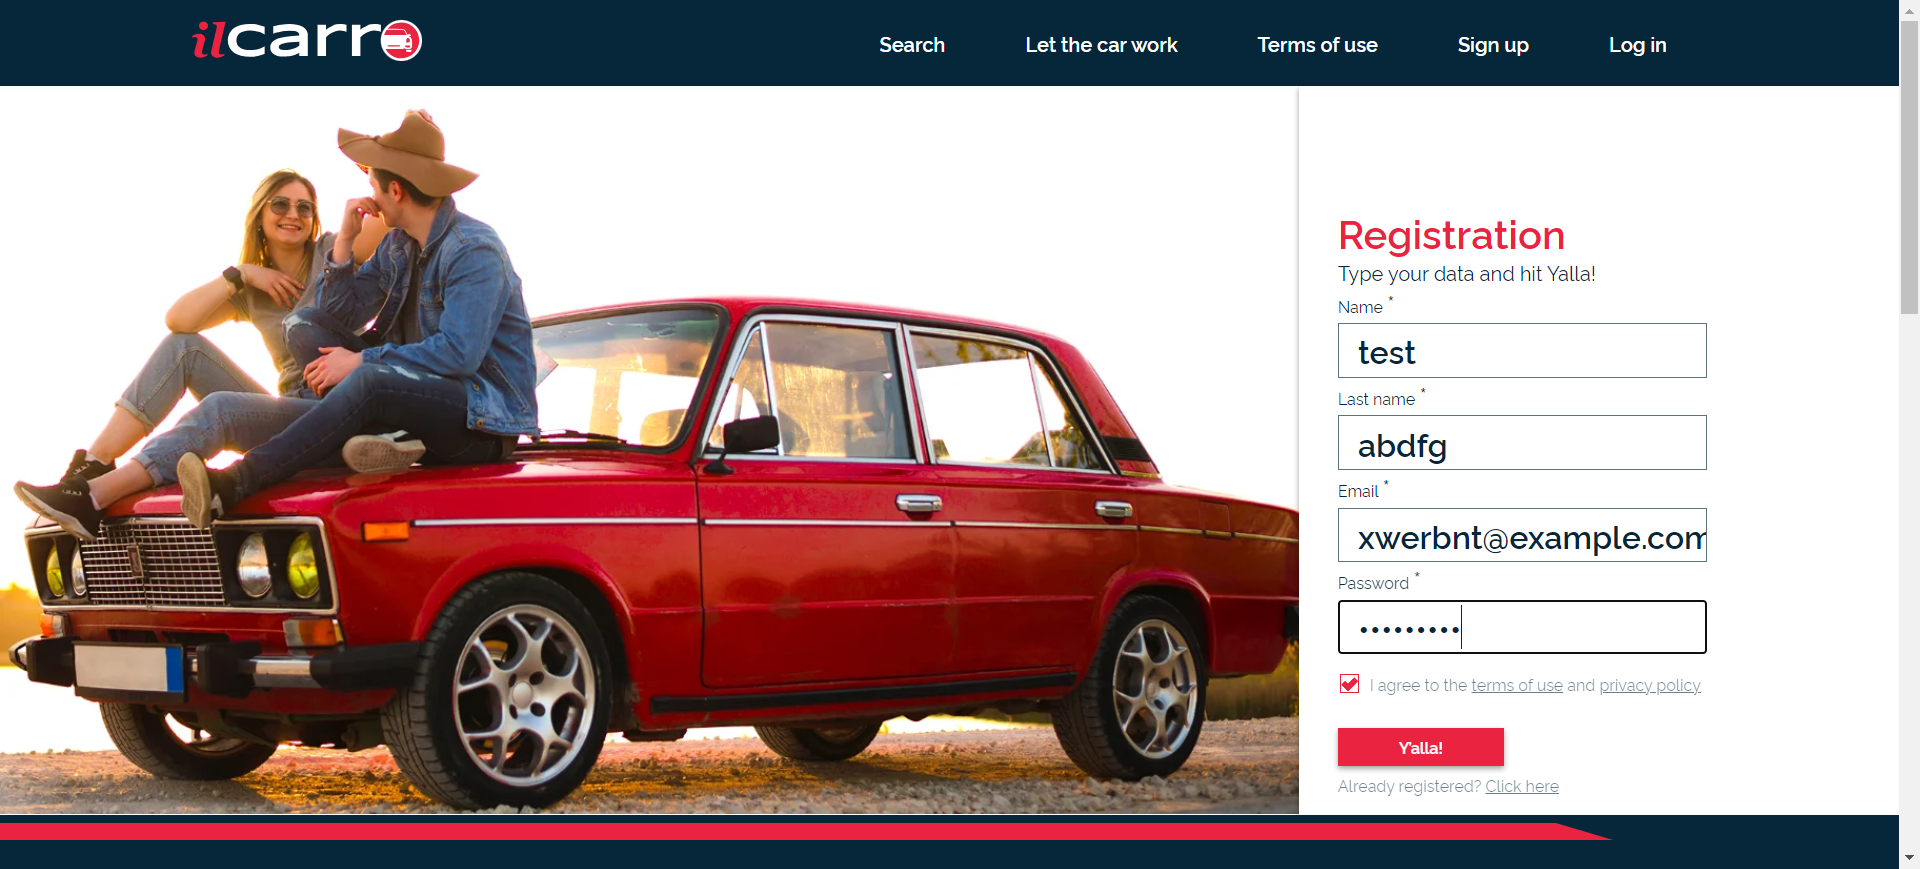 ilcarro
Search Let the car work Terms of use Sign up Log in
Registration
Type your data and hit Yalla!
Name *
test
Last name *
abdfg
Email *
xwerbnt@example.com
Password *
•••••••••
I agree to the terms of use and privacy policy
Y'alla!
Already registered? Click here